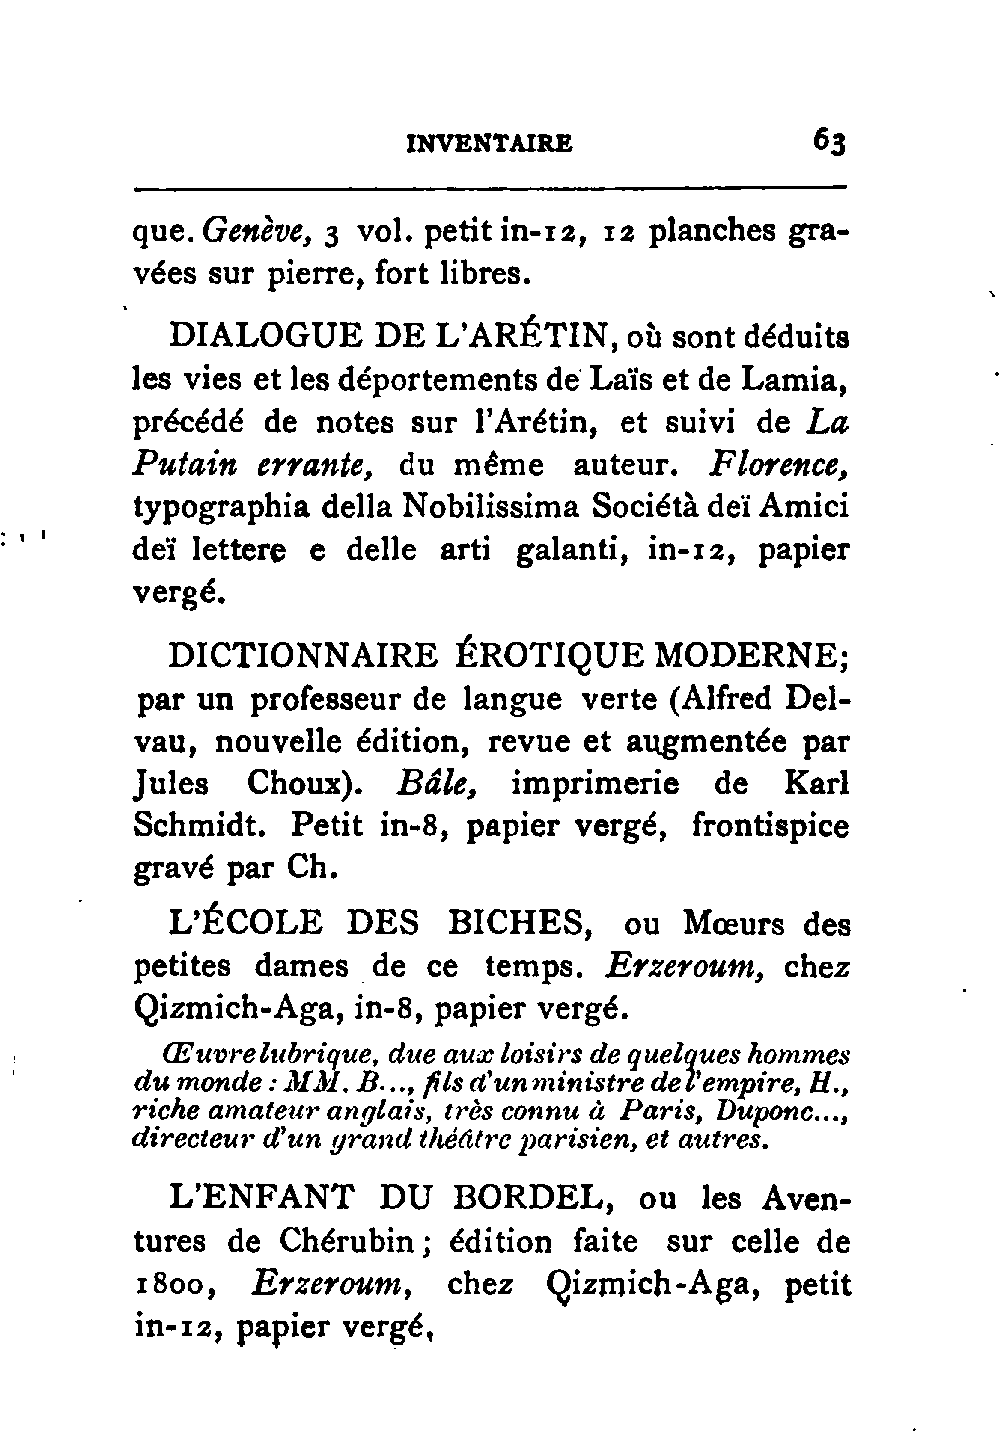 INVENTAIRE 63
que. Genève, 3 vol. petit in-12, 12 planches gra-
vées sur pierre, fort libres.
DIALOGUE DE L'ARÉTIN, où sont déduits
les vies et les déportements de Laïs et de Lamia,
précédé de notes sur l'Arétin, et suivi de La
Putain errante, du même auteur. Florence,
typographia della Nobilissima Sociétà deï Amici
deï lettere e delle arti galanti, in-12, papier
vergé.
DICTIONNAIRE ÉROTIQUE MODERNE;
par un professeur de langue verte (Alfred Del-
vau, nouvelle édition, revue et augmentée par
Jules Choux). Bâle, imprimerie de Karl
Schmidt. Petit in-8, papier vergé, frontispice
gravé par Ch.
L'ÉCOLE DES BICHES, ou Mœurs des
petites dames de ce temps. Erzeroum, chez
Qizmich-Aga, in-8, papier vergé.
Œuvre lubrique, due aux loisirs de quelques hommes
du monde : MM. B..., fils d'un ministre de l'empire, H.,
riche amateur anglais, très connu à Paris, Duponc...,
directeur d'un grand théâtre parisien, et autres.
L'ENFANT DU BORDEL, ou les Aven-
tures de Chérubin; édition faite sur celle de
1800, Erzeroum, chez Qizmich-Aga, petit
in-12, papier vergé,